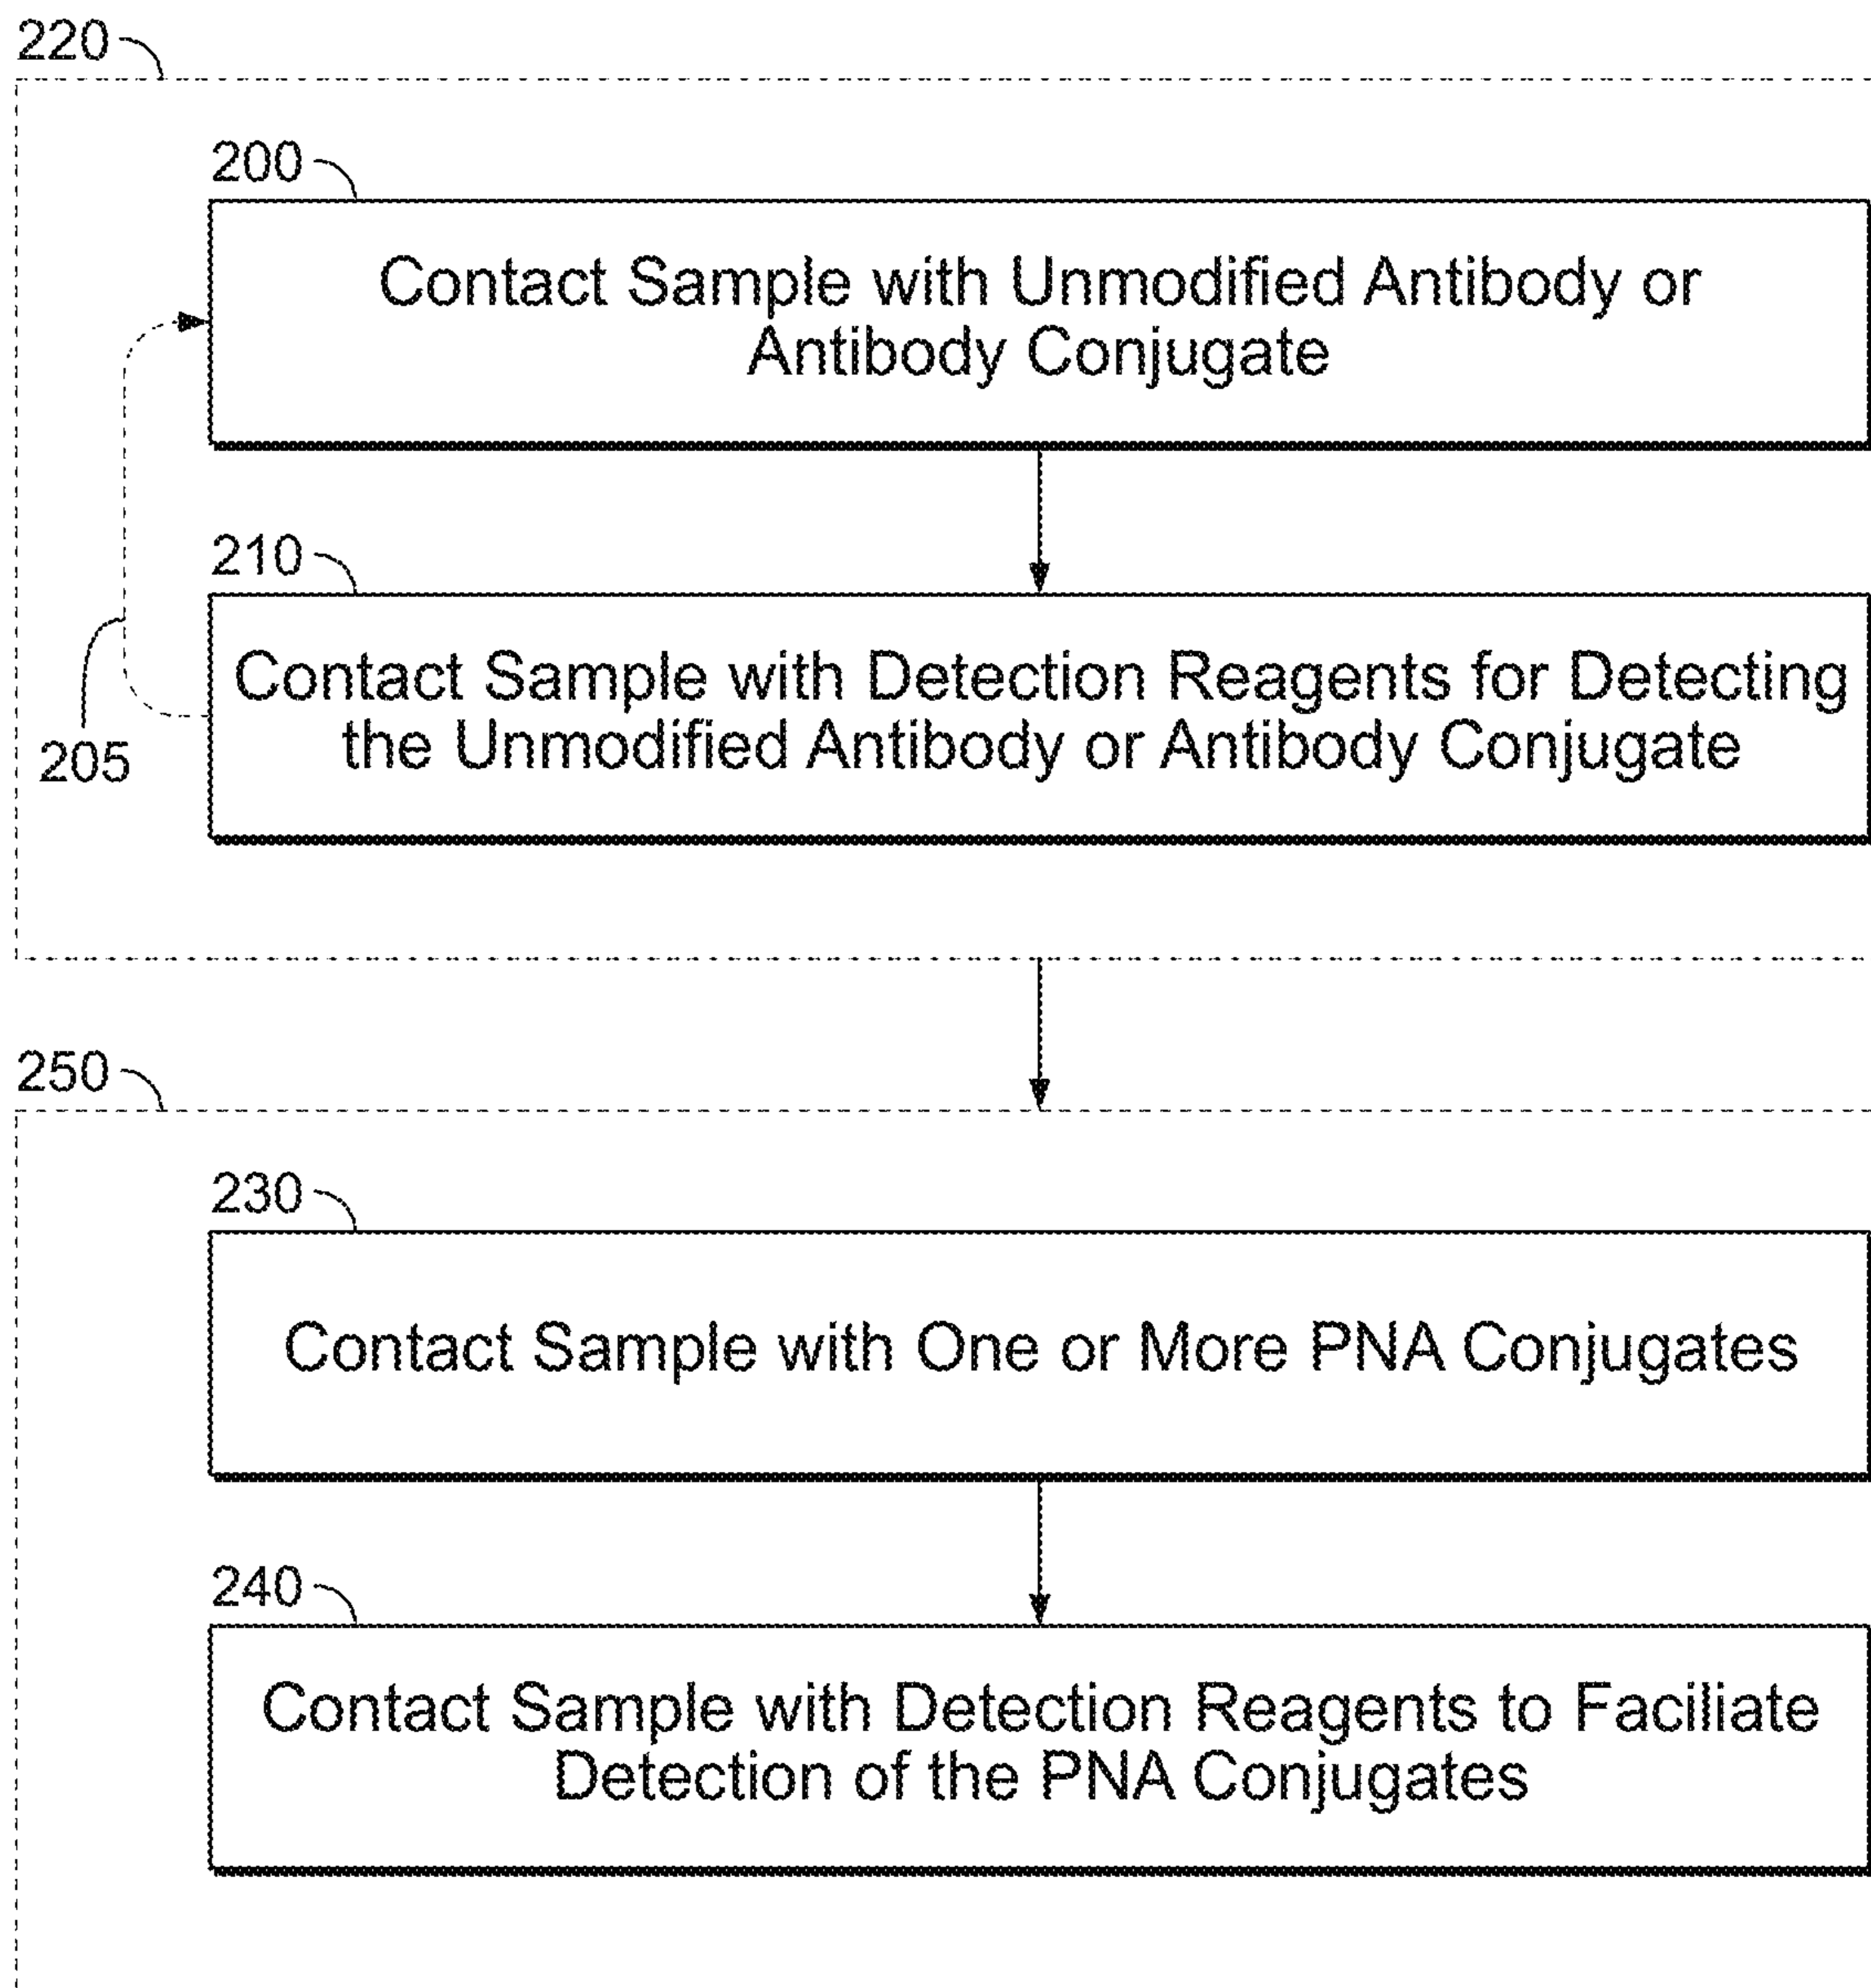 220
200
Contact Sample with Unmodified Antibody or
Antibody Conjugate
210
Contact Sample with Detection Reagents for Detecting
the Unmodified Antibody or Antibody Conjugate
205
250
230
Contact Sample with One or More PNA Conjugates
240
Contact Sample with Detection Reagents to Faciliate
Detection of the PNA Conjugates